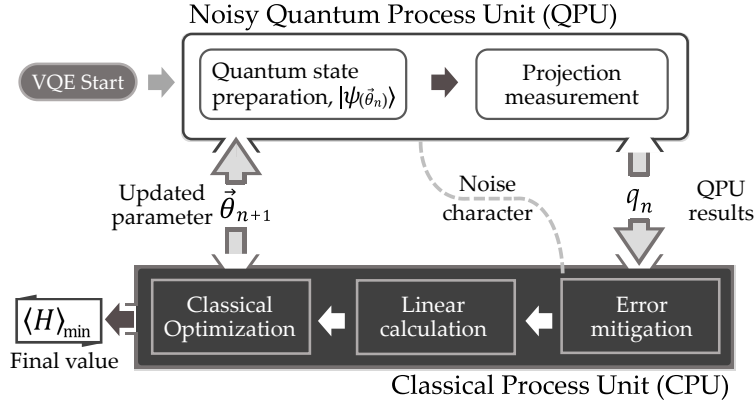 Noisy Quantum Process Unit (QPU)
VQE Start
Quantum state
preparation, |ψ(θ⃗ₙ)⟩
Projection
measurement
Updated
parameter θ⃗ₙ₊₁
Noise
character
qₙ
QPU
results
Classical
Optimization
Linear
calculation
Error
mitigation
⟨H⟩min
Final value
Classical Process Unit (CPU)